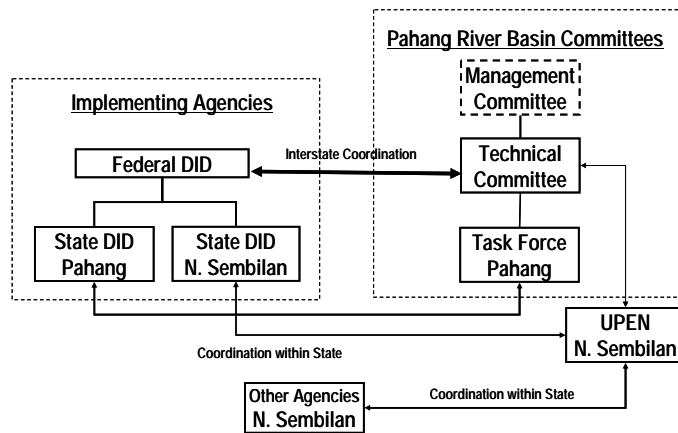 Pahang River Basin Committees
Management
Committee
Implementing Agencies
Federal DID
Interstate Coordination
Technical
Committee
State DID
Pahang
State DID
N. Sembilan
Task Force
Pahang
UPEN
N. Sembilan
Coordination within State
Other Agencies
N. Sembilan
Coordination within State